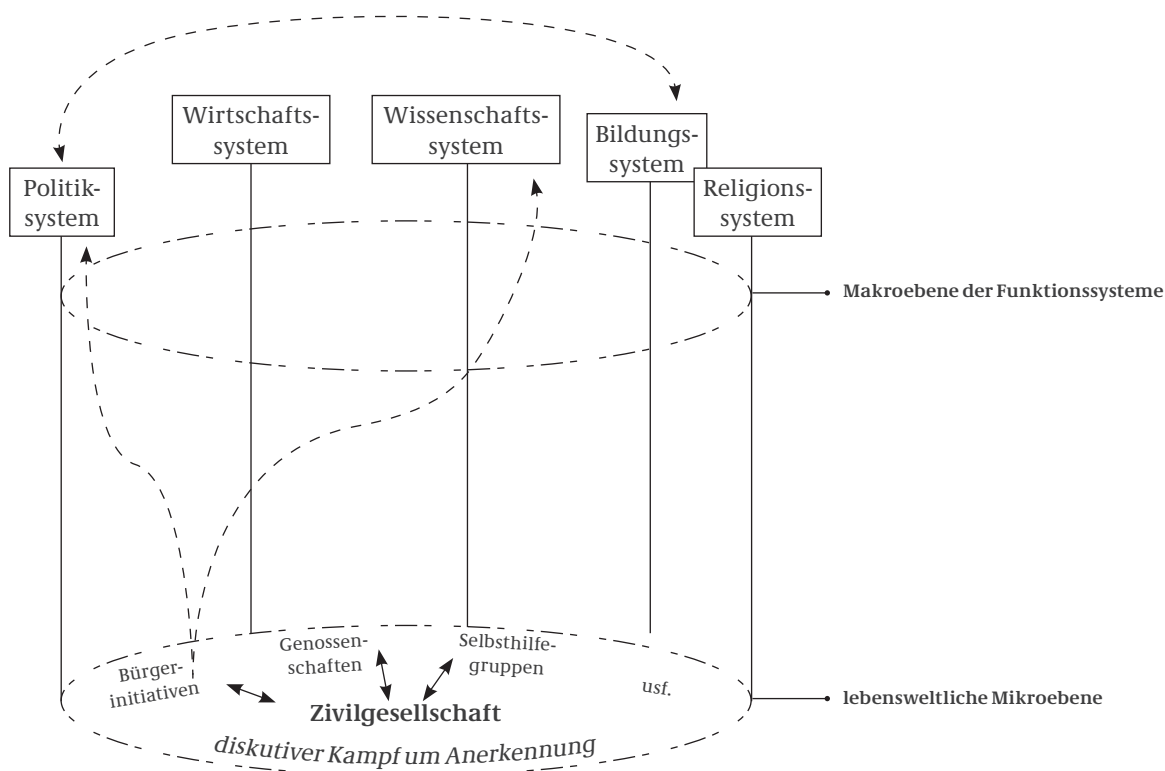 Wirtschafts-
system
Wissenschafts-
system
Bildungs-
system
Politik-
system
Religions-
system
Makroebene der Funktionssysteme
Bürger-
initiativen
Genossen-
schaften
Selbsthilfe-
gruppen
usf.
lebensweltliche Mikroebene
Zivilgesellschaft
diskutiver Kampf um Anerkennung